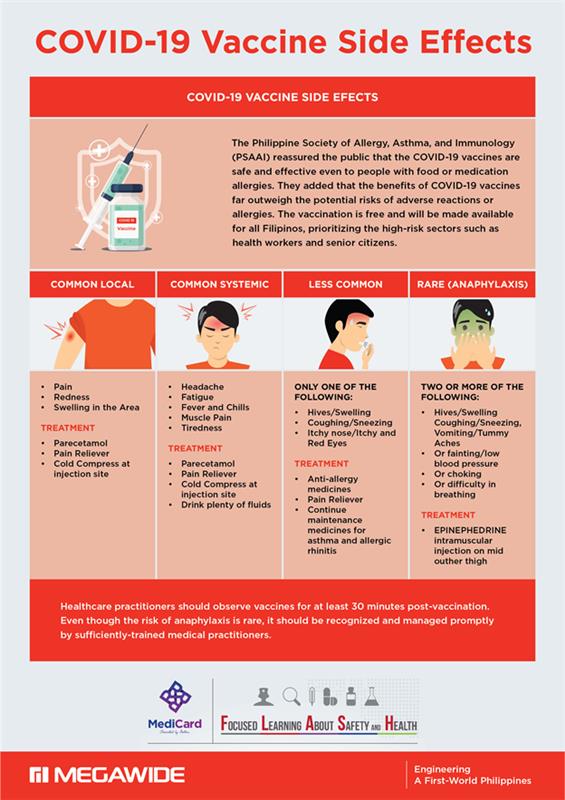 COVID-19 Vaccine Side Effects
COVID-19 VACCINE SIDE EFECTS
COVID 19
Vaccine
The Philippine Society of Allergy, Asthma, and Immunology
(PSAAI) reassured the public that the COVID-19 vaccines are
safe and effective even to people with food or medication
allergies. They added that the benefits of COVID-19 vaccines
far outweigh the potential risks of adverse reactions or
allergies. The vaccination is free and will be made available
for all Filipinos, prioritizing the high-risk sectors such as
health workers and senior citizens.
COMMON LOCAL
• Pain
• Redness
• Swelling in the Area
TREATMENT
• Parecetamol
• Pain Reliever
• Cold Compress at
injection site
COMMON SYSTEMIC
• Headache
• Fatigue
• Fever and Chills
• Muscle Pain
• Tiredness
TREATMENT
• Parecetamol
• Pain Reliever
• Cold Compress at
injection site
• Drink plenty of fluids
LESS COMMON
ONLY ONE OF THE
FOLLOWING:
• Hives/Swelling
• Coughing/Sneezing
• Itchy nose/Itchy and
Red Eyes
TREATMENT
• Anti-allergy
medicines
• Pain Reliever
• Continue
maintenance
medicines for
asthma and allergic
rhinitis
RARE (ANAPHYLAXIS)
TWO OR MORE OF THE
FOLLOWING:
• Hives/Swelling
Coughing/Sneezing,
Vomiting/Tummy
Aches
• Or fainting/low
blood pressure
• Or choking
• Or difficulty in
breathing
TREATMENT
• EPINEPHEDRINE
intramuscular
injection on mid
outher thigh
Healthcare practitioners should observe vaccines for at least 30 minutes post-vaccination.
Even though the risk of anaphylaxis is rare, it should be recognized and managed promptly
by sufficiently-trained medical practitioners.
MediCard
FOCUSED LEARNING ABOUT SAFETY AND HEALTH
MEGAWIDE
Engineering
A First-World Philippines